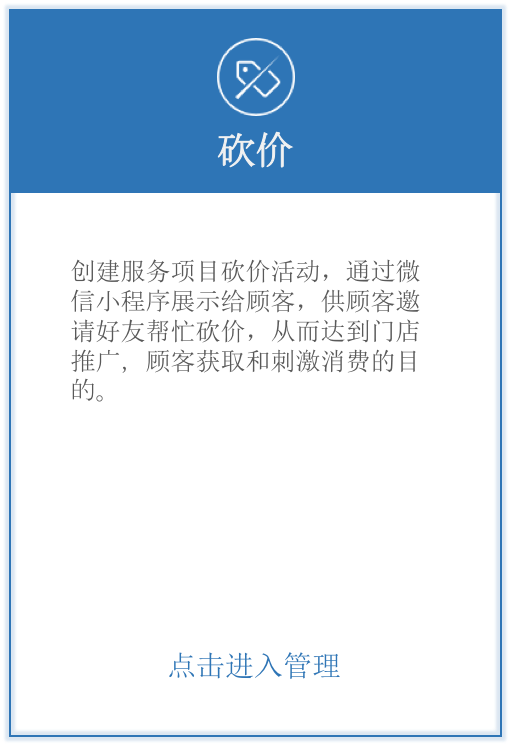 砍价
创建服务项目砍价活动，通过微
信小程序展示给顾客，供顾客邀
请好友帮忙砍价，从而达到门店
推广, 顾客获取和刺激消费的目
的。
点击进入管理